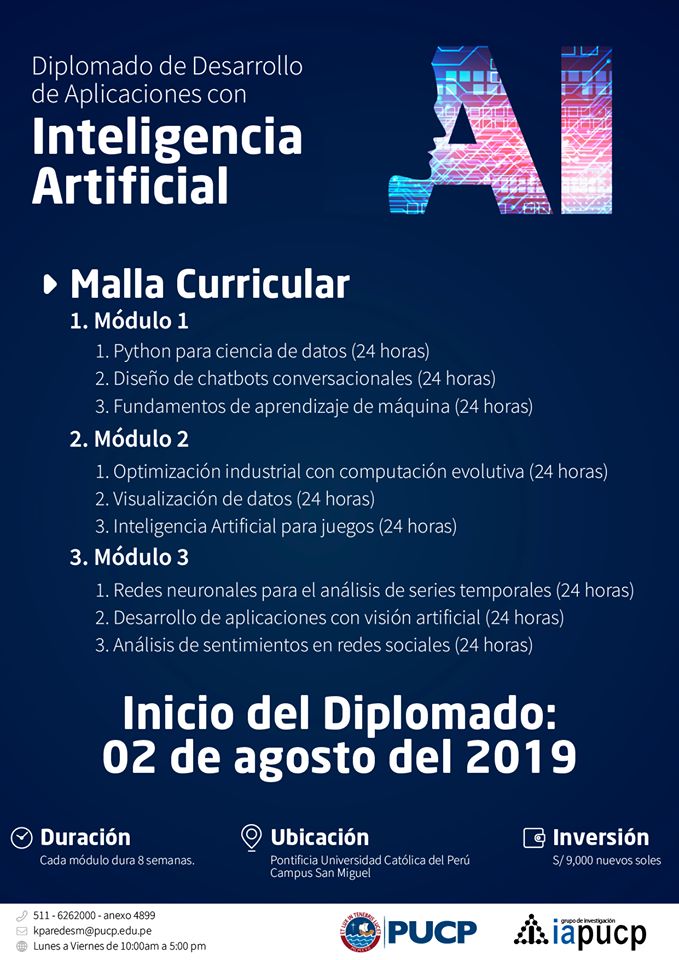 Diplomado de Desarrollo
de Aplicaciones con
Inteligencia
Artificial
AI
Malla Curricular
1. Módulo 1
1. Python para ciencia de datos (24 horas)
2. Diseño de chatbots conversacionales (24 horas)
3. Fundamentos de aprendizaje de máquina (24 horas)
2. Módulo 2
1. Optimización industrial con computación evolutiva (24 horas)
2. Visualización de datos (24 horas)
3. Inteligencia Artificial para juegos (24 horas)
3. Módulo 3
1. Redes neuronales para el análisis de series temporales (24 horas)
2. Desarrollo de aplicaciones con visión artificial (24 horas)
3. Análisis de sentimientos en redes sociales (24 horas)
Inicio del Diplomado:
02 de agosto del 2019
Duración
Cada módulo dura 8 semanas.
Ubicación
Pontificia Universidad Católica del Perú
Campus San Miguel
Inversión
S/ 9,000 nuevos soles
511 - 6262000 - anexo 4899
kparedesm@pucp.edu.pe
Lunes a Viernes de 10:00am a 5:00 pm
ET LUX IN TENEBRIS LUCET
PUCP
grupo de investigación
iapucp